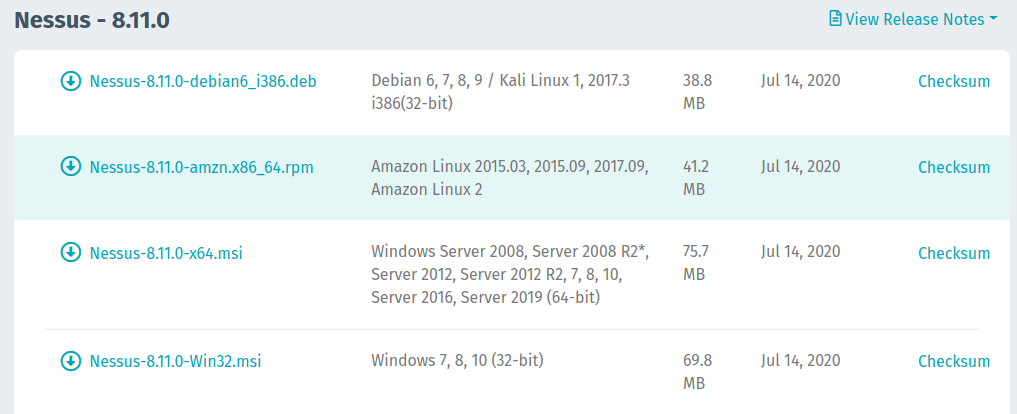 Nessus - 8.11.0
View Release Notes
Nessus-8.11.0-debian6_i386.deb
Debian 6, 7, 8, 9 / Kali Linux 1, 2017.3
i386(32-bit)
38.8
MB
Jul 14, 2020
Checksum
Nessus-8.11.0-amzn.x86_64.rpm
Amazon Linux 2015.03, 2015.09, 2017.09,
Amazon Linux 2
41.2
MB
Jul 14, 2020
Checksum
Nessus-8.11.0-x64.msi
Windows Server 2008, Server 2008 R2*,
Server 2012, Server 2012 R2, 7, 8, 10,
Server 2016, Server 2019 (64-bit)
75.7
MB
Jul 14, 2020
Checksum
Nessus-8.11.0-Win32.msi
Windows 7, 8, 10 (32-bit)
69.8
MB
Jul 14, 2020
Checksum